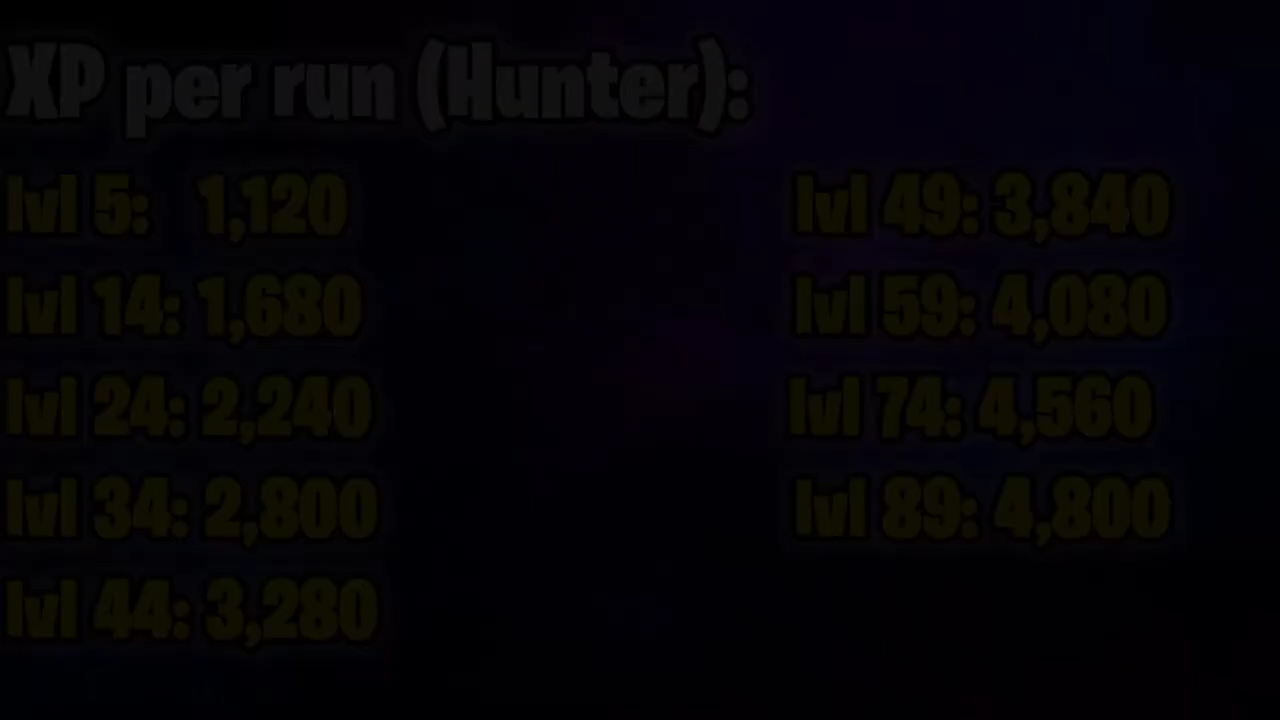 XP per run (Hunter):
lvl 5: 1,120
lvl 14: 1,680
lvl 24: 2,240
lvl 34: 2,800
lvl 44: 3,280
lvl 49: 3,840
lvl 59: 4,080
lvl 74: 4,560
lvl 89: 4,800